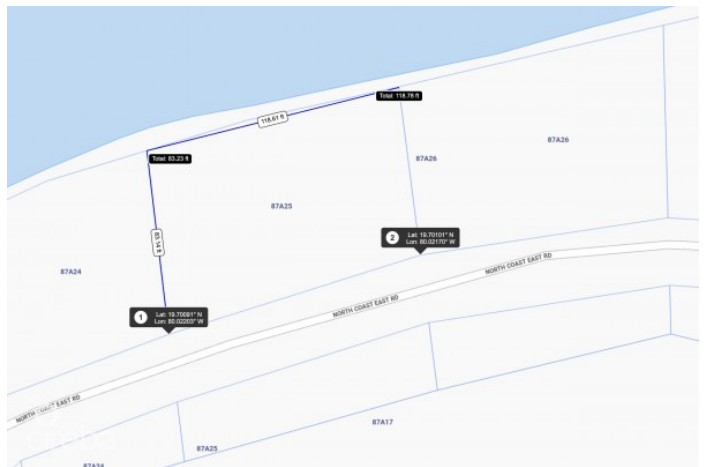 Total: 118.78 ft
118.61 ft
87A26
Total: 83.23 ft
87A26
87A25
2
Lat: 19.70101° N
Lon: 80.02170° W
83.14 ft
87A24
NORTH COAST EAST RD
1
Lat: 19.70091° N
Lon: 80.02203° W
NORTH COAST EAST RD
NORTH COAST EAST RD
87A17
87A25
87A24